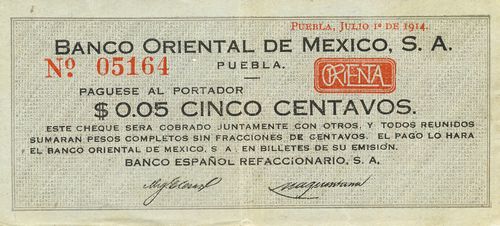 PUEBLA, JULIO 1º DE 1914.
BANCO ORIENTAL DE MEXICO, S. A.
Nº. 05164
PUEBLA.
ORIENTA
PAGUESE AL PORTADOR
$ 0.05 CINCO CENTAVOS.
ESTE CHEQUE SERA COBRADO JUNTAMENTE CON OTROS, Y TODOS REUNIDOS
SUMARAN PESOS COMPLETOS SIN FRACCIONES DE CENTAVOS. EL PAGO LO HARA
EL BANCO ORIENTAL DE MEXICO, S A. EN BILLETES DE SU EMISIÓN.
BANCO ESPAÑOL REFACCIONARIO, S. A.